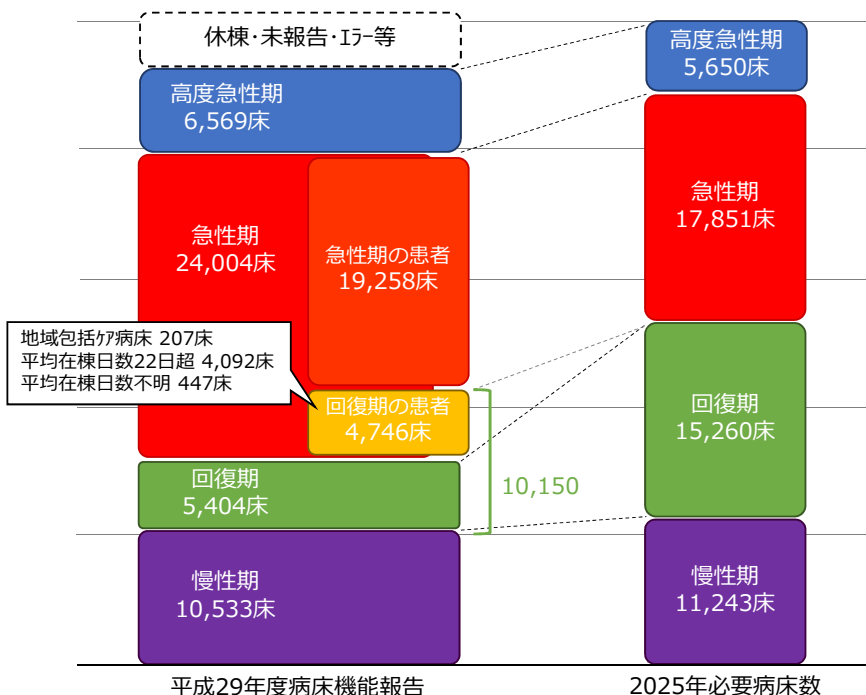 休棟・未報告・ｴﾗｰ等
高度急性期
6,569床
急性期
24,004床
急性期の患者
19,258床
地域包括ｹｱ病床 207床
平均在棟日数22日超 4,092床
平均在棟日数不明 447床
回復期の患者
4,746床
回復期
5,404床
10,150
慢性期
10,533床
平成29年度病床機能報告
高度急性期
5,650床
急性期
17,851床
回復期
15,260床
慢性期
11,243床
2025年必要病床数